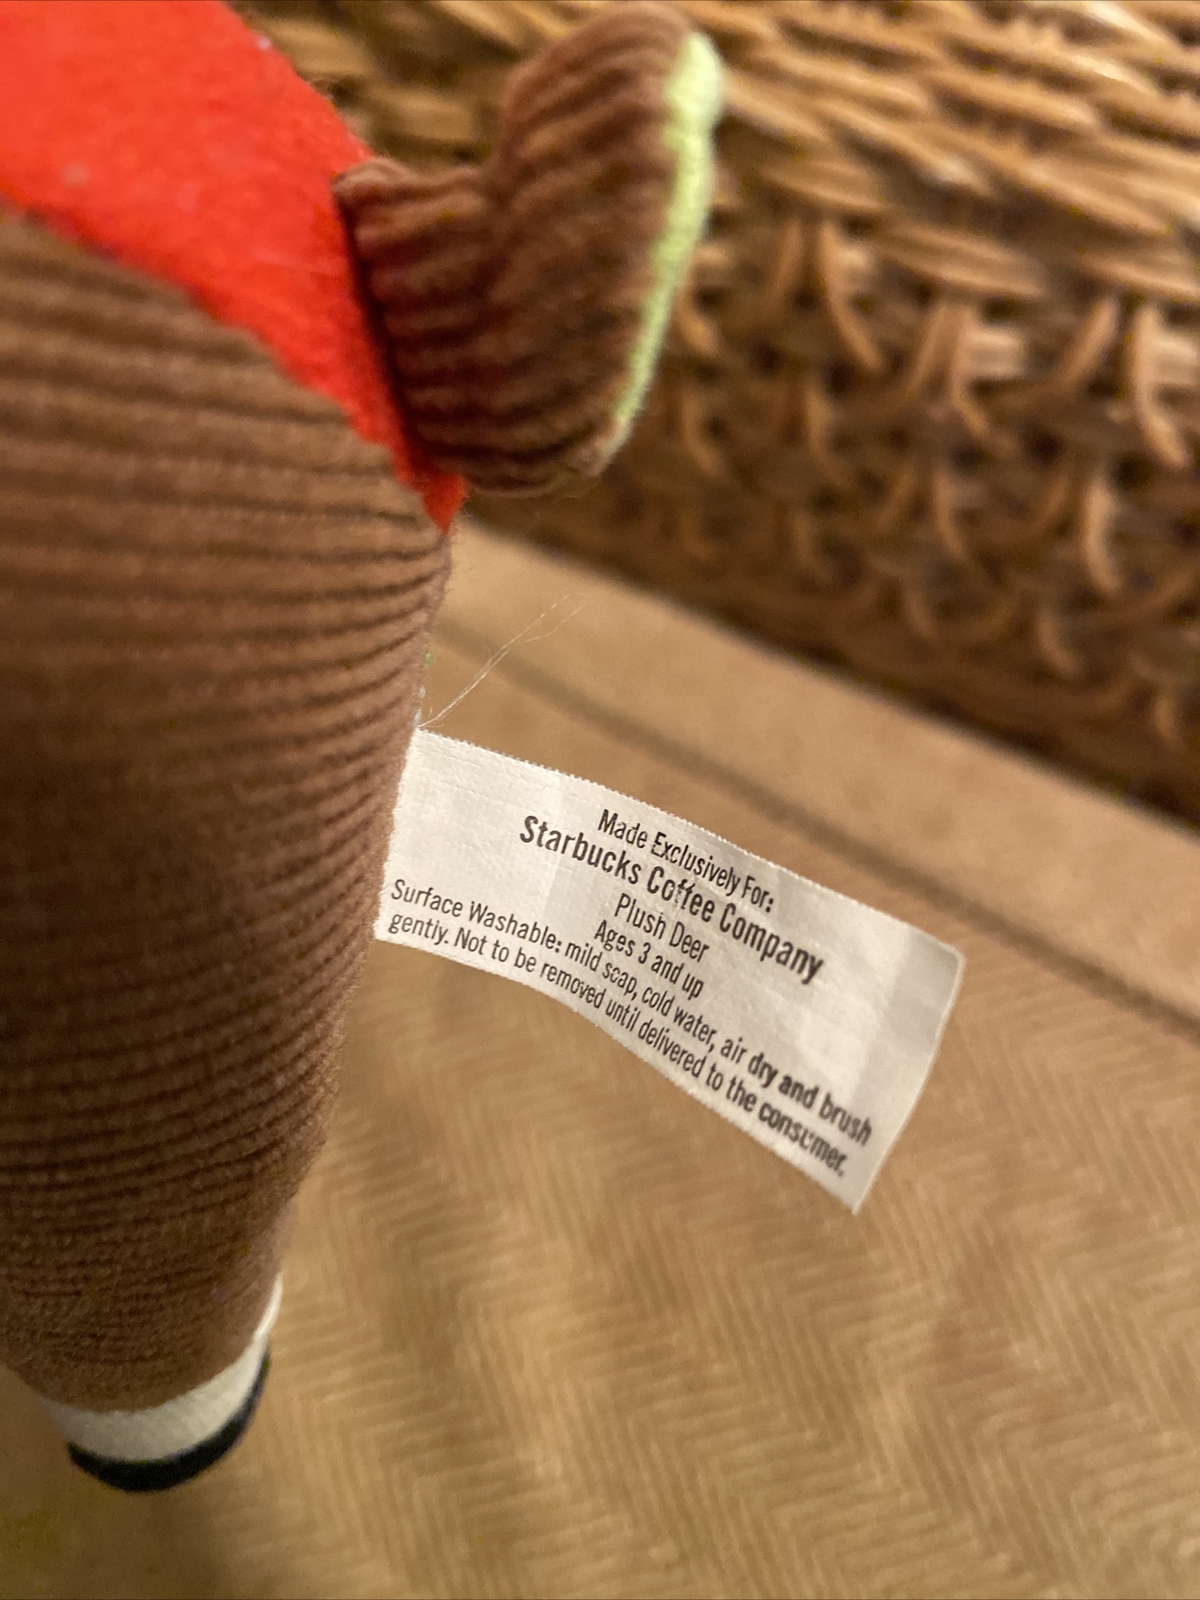 Made Exclusively For:
Starbucks Coffee Company
Plush Deer
Ages 3 and up
Surface Washable: mild soap, cold water, air dry and brush
gently. Not to be removed until delivered to the consumer.